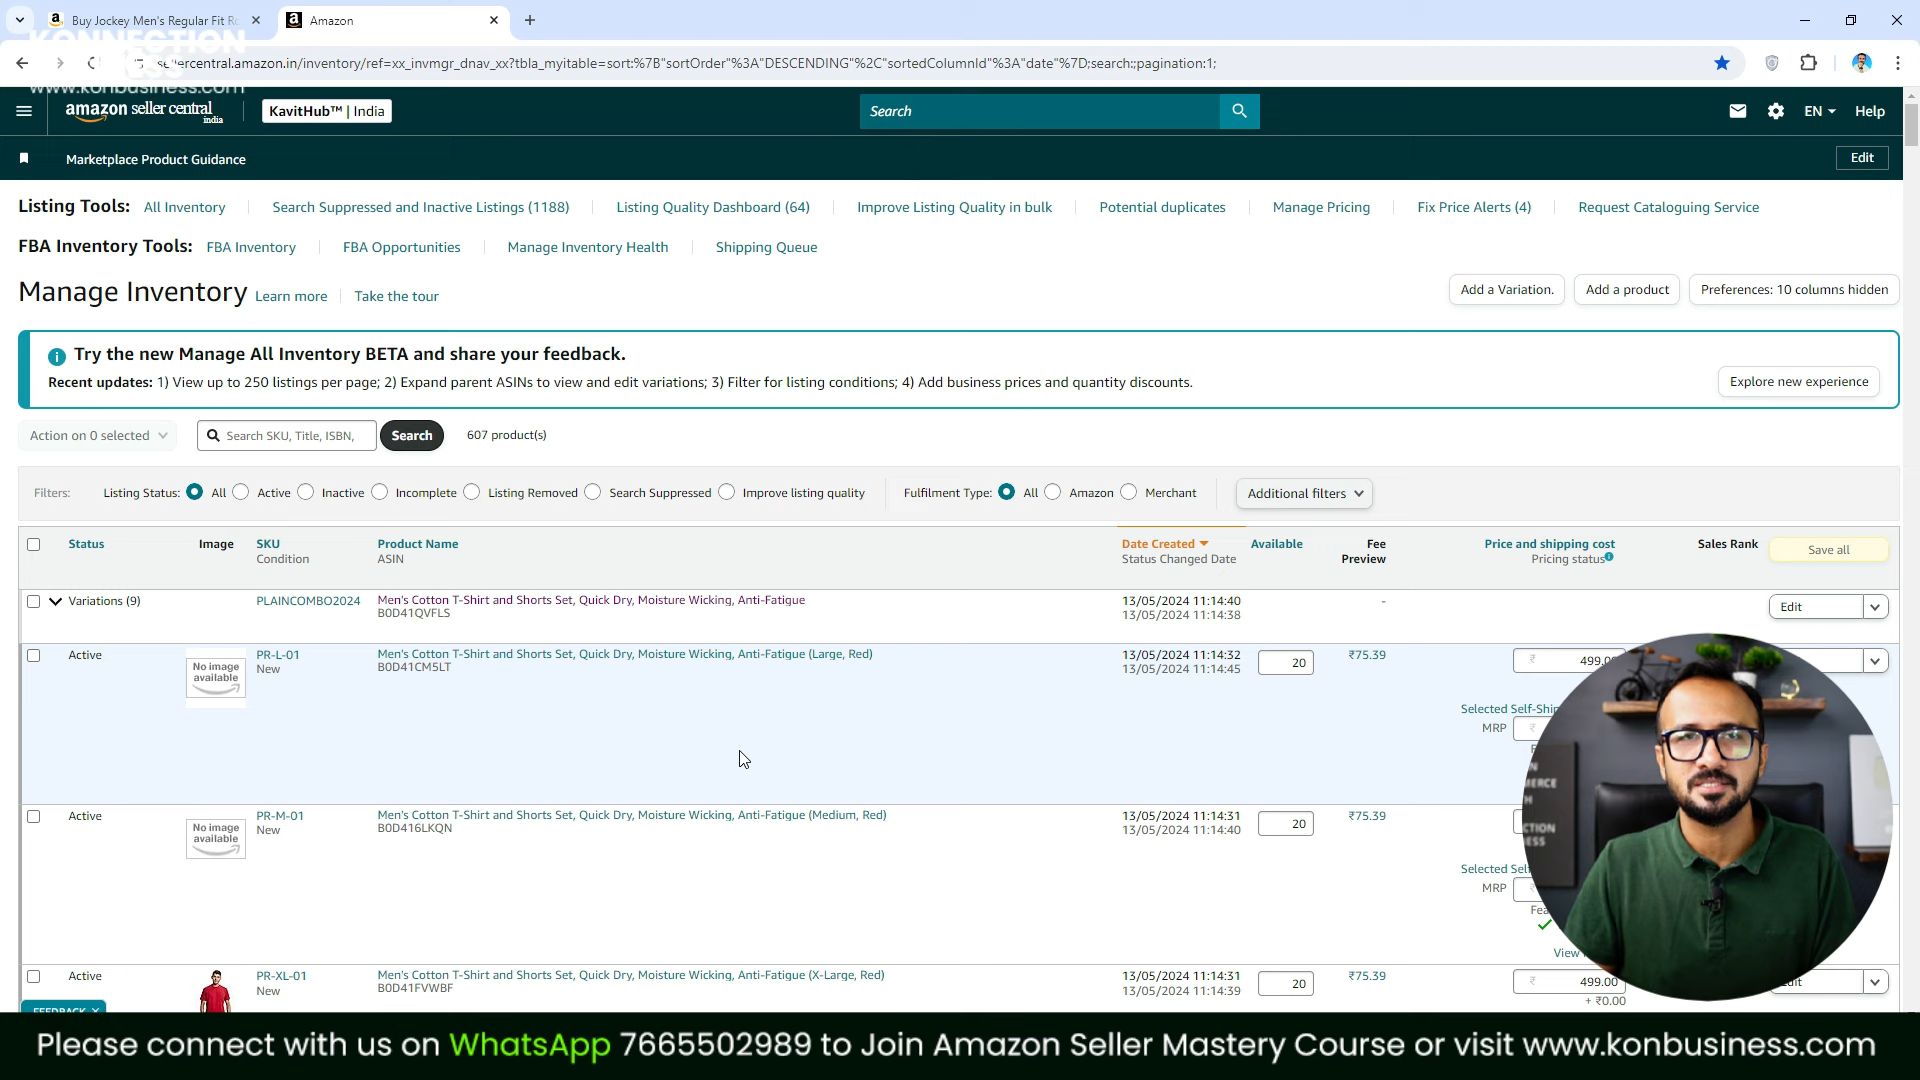 Buy Jockey Men's Regular Fit Ro
Amazon
KONNECTION
NESS
www.konbusiness.com
sellercentral.amazon.in/inventory/ref=xx_invmgr_dnav_xx?tbla_myitable=sort:%7B"sortOrder"%3A"DESCENDING"%2C"sortedColumnId"%3A"date"%7D;search:;pagination:1;
amazon seller central
india
KavitHub™ | India
Search
EN
Help
Marketplace Product Guidance
Edit
Listing Tools: All Inventory Search Suppressed and Inactive Listings (1188) Listing Quality Dashboard (64) Improve Listing Quality in bulk Potential duplicates Manage Pricing Fix Price Alerts (4) Request Cataloguing Service
FBA Inventory Tools: FBA Inventory FBA Opportunities Manage Inventory Health Shipping Queue
Manage Inventory Learn more Take the tour
Add a Variation. Add a product Preferences: 10 columns hidden
Try the new Manage All Inventory BETA and share your feedback.
Recent updates: 1) View up to 250 listings per page; 2) Expand parent ASINs to view and edit variations; 3) Filter for listing conditions; 4) Add business prices and quantity discounts.
Explore new experience
Action on 0 selected Search SKU, Title, ISBN, Search 607 product(s)
Filters: Listing Status: All Active Inactive Incomplete Listing Removed Search Suppressed Improve listing quality Fulfilment Type: All Amazon Merchant Additional filters
Status Image SKU Product Name Date Created Available Fee Price and shipping cost Sales Rank Save all
Condition ASIN Status Changed Date Preview Pricing status
Variations (9) PLAINCOMBO2024 Men's Cotton T-Shirt and Shorts Set, Quick Dry, Moisture Wicking, Anti-Fatigue 13/05/2024 11:14:40 - Edit
B0D41QVFLS 13/05/2024 11:14:38
Active No image available PR-L-01 Men's Cotton T-Shirt and Shorts Set, Quick Dry, Moisture Wicking, Anti-Fatigue (Large, Red) 13/05/2024 11:14:32 20 ₹75.39 ₹ 499.00
New B0D41CM5LT 13/05/2024 11:14:45
Selected Self-Ship
MRP ₹
Active No image available PR-M-01 Men's Cotton T-Shirt and Shorts Set, Quick Dry, Moisture Wicking, Anti-Fatigue (Medium, Red) 13/05/2024 11:14:31 20 ₹75.39
New B0D416LKQN 13/05/2024 11:14:40
Selected Self
MRP
Fea
View
Active PR-XL-01 Men's Cotton T-Shirt and Shorts Set, Quick Dry, Moisture Wicking, Anti-Fatigue (X-Large, Red) 13/05/2024 11:14:31 20 ₹75.39 ₹ 499.00 Edit
New B0D41FVWBF 13/05/2024 11:14:39 + ₹0.00
FEEDBACK
Please connect with us on WhatsApp 7665502989 to Join Amazon Seller Mastery Course or visit www.konbusiness.com